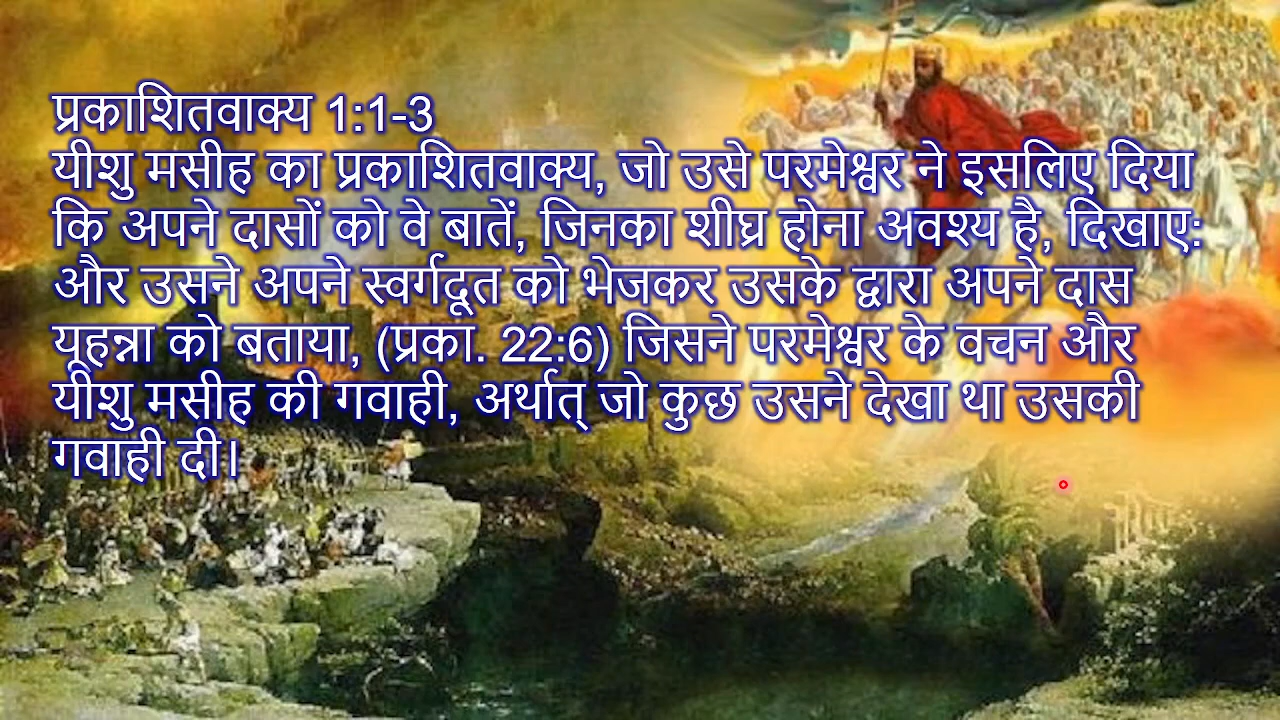 प्रकाशितवाक्य 1:1-3
यीशु मसीह का प्रकाशितवाक्य, जो उसे परमेश्वर ने इसलिए दिया
कि अपने दासों को वे बातें, जिनका शीघ्र होना अवश्य है, दिखाए:
और उसने अपने स्वर्गदूत को भेजकर उसके द्वारा अपने दास
यूहन्ना को बताया, (प्रका. 22:6) जिसने परमेश्वर के वचन और
यीशु मसीह की गवाही, अर्थात् जो कुछ उसने देखा था उसकी
गवाही दी।